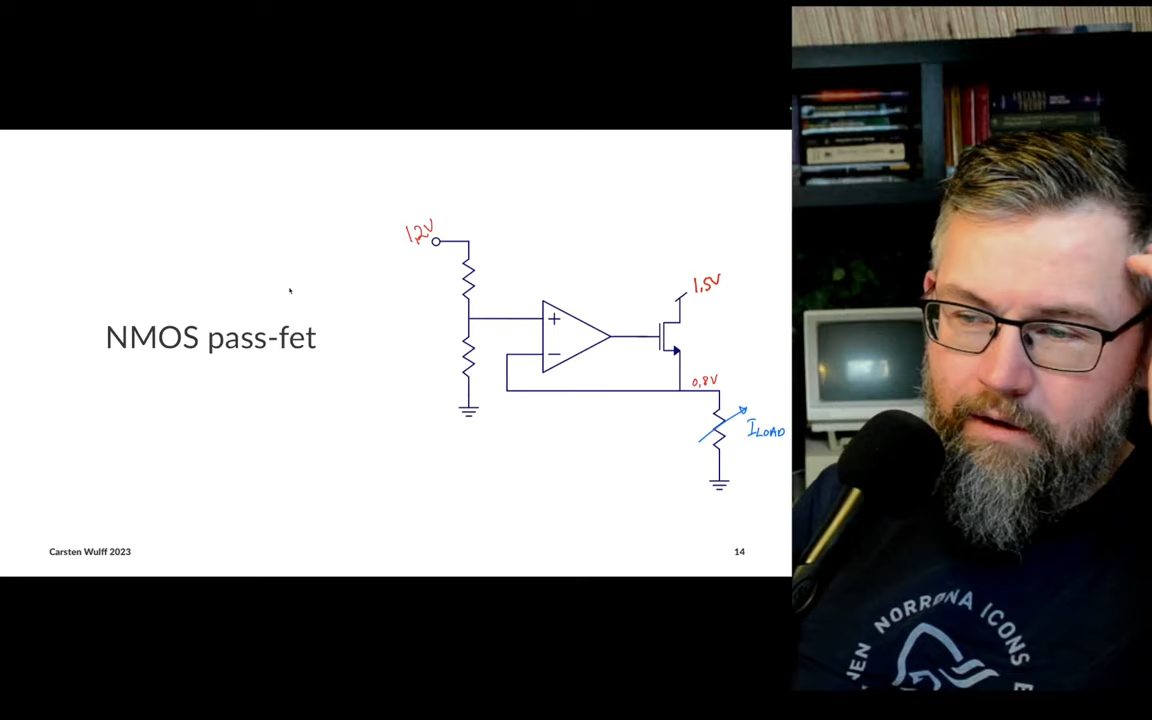 1,2V
+
1,5V
NMOS pass-fet
−
0,8V
ILOAD
Carsten Wulff 2023
14
NORRØNA ICONS